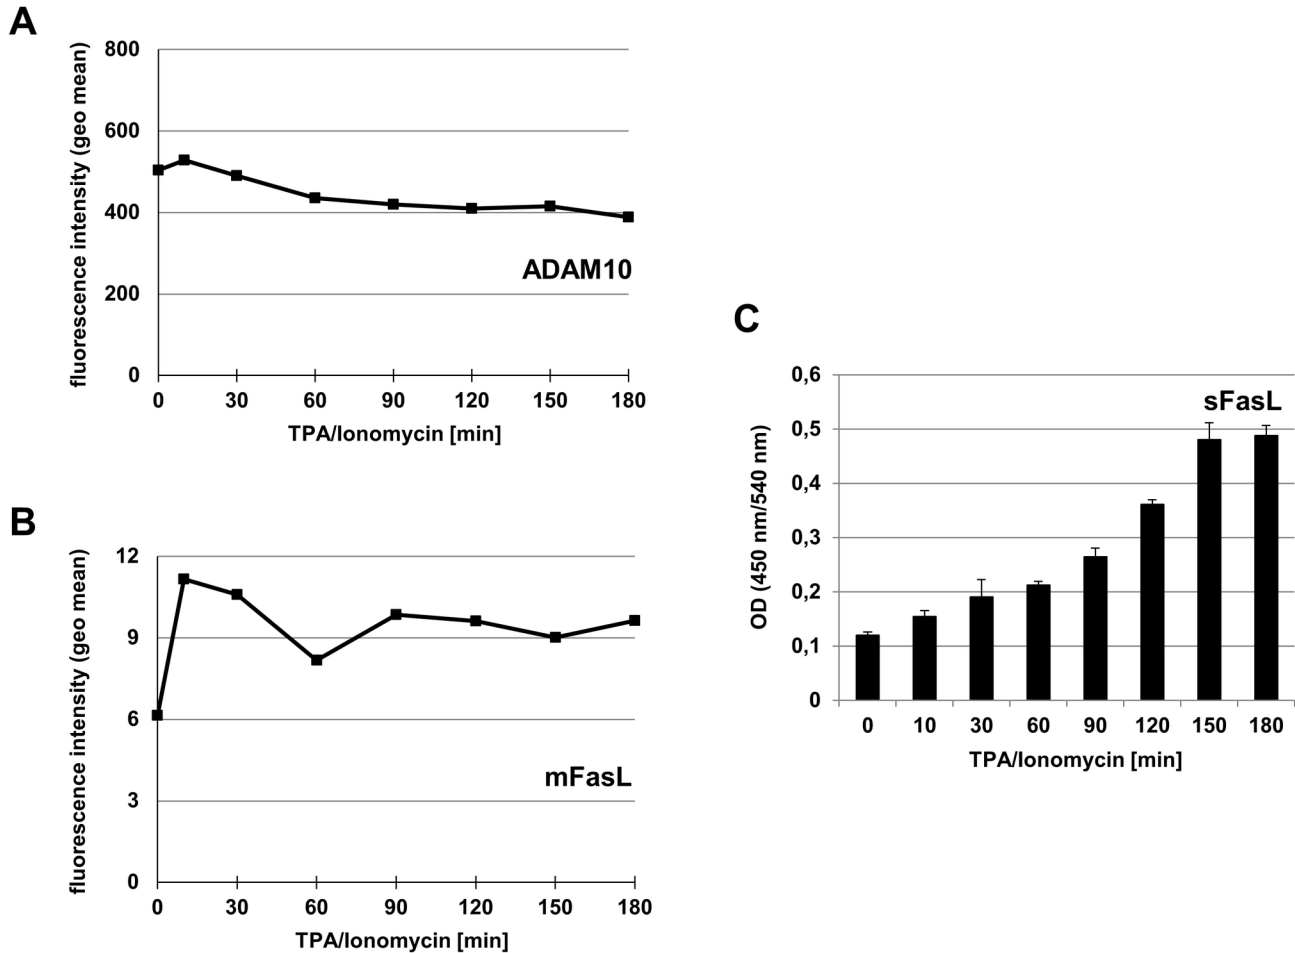 A
fluorescence intensity (geo mean)
800
600
400
200
0
0 30 60 90 120 150 180
TPA/Ionomycin [min]
ADAM10
B
fluorescence intensity (geo mean)
12
9
6
3
0
0 30 60 90 120 150 180
TPA/Ionomycin [min]
mFasL
C
OD (450 nm/540 nm)
0,6
0,5
0,4
0,3
0,2
0,1
0
0 10 30 60 90 120 150 180
TPA/Ionomycin [min]
sFasL